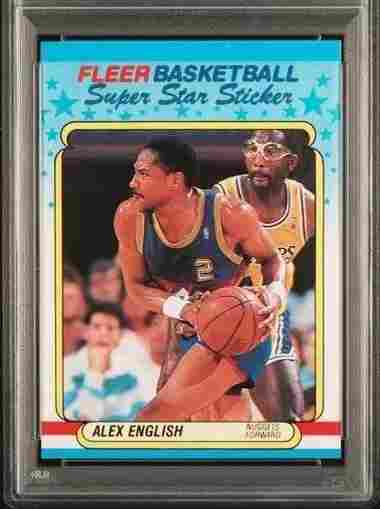 FLEER BASKETBALL
Super Star Sticker
2
ALEX ENGLISH
NUGGETS
FORWARD